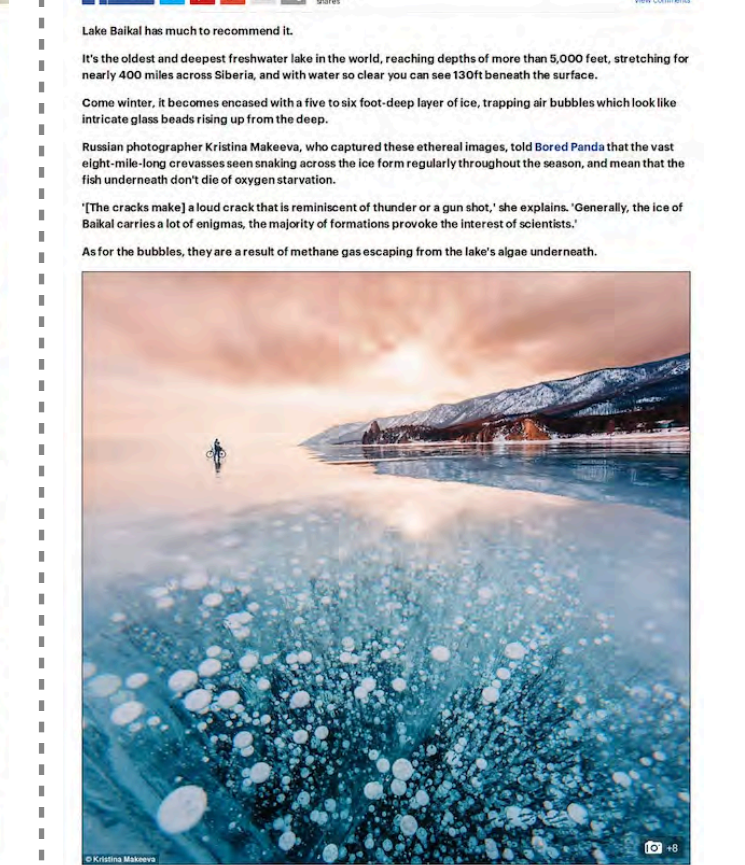 shares
View comments
Lake Baikal has much to recommend it.
It's the oldest and deepest freshwater lake in the world, reaching depths of more than 5,000 feet, stretching for
nearly 400 miles across Siberia, and with water so clear you can see 130ft beneath the surface.
Come winter, it becomes encased with a five to six foot-deep layer of ice, trapping air bubbles which look like
intricate glass beads rising up from the deep.
Russian photographer Kristina Makeeva, who captured these ethereal images, told Bored Panda that the vast
eight-mile-long crevasses seen snaking across the ice form regularly throughout the season, and mean that the
fish underneath don't die of oxygen starvation.
'[The cracks make] a loud crack that is reminiscent of thunder or a gun shot,' she explains. 'Generally, the ice of
Baikal carries a lot of enigmas, the majority of formations provoke the interest of scientists.'
As for the bubbles, they are a result of methane gas escaping from the lake's algae underneath.
+8
© Kristina Makeeva